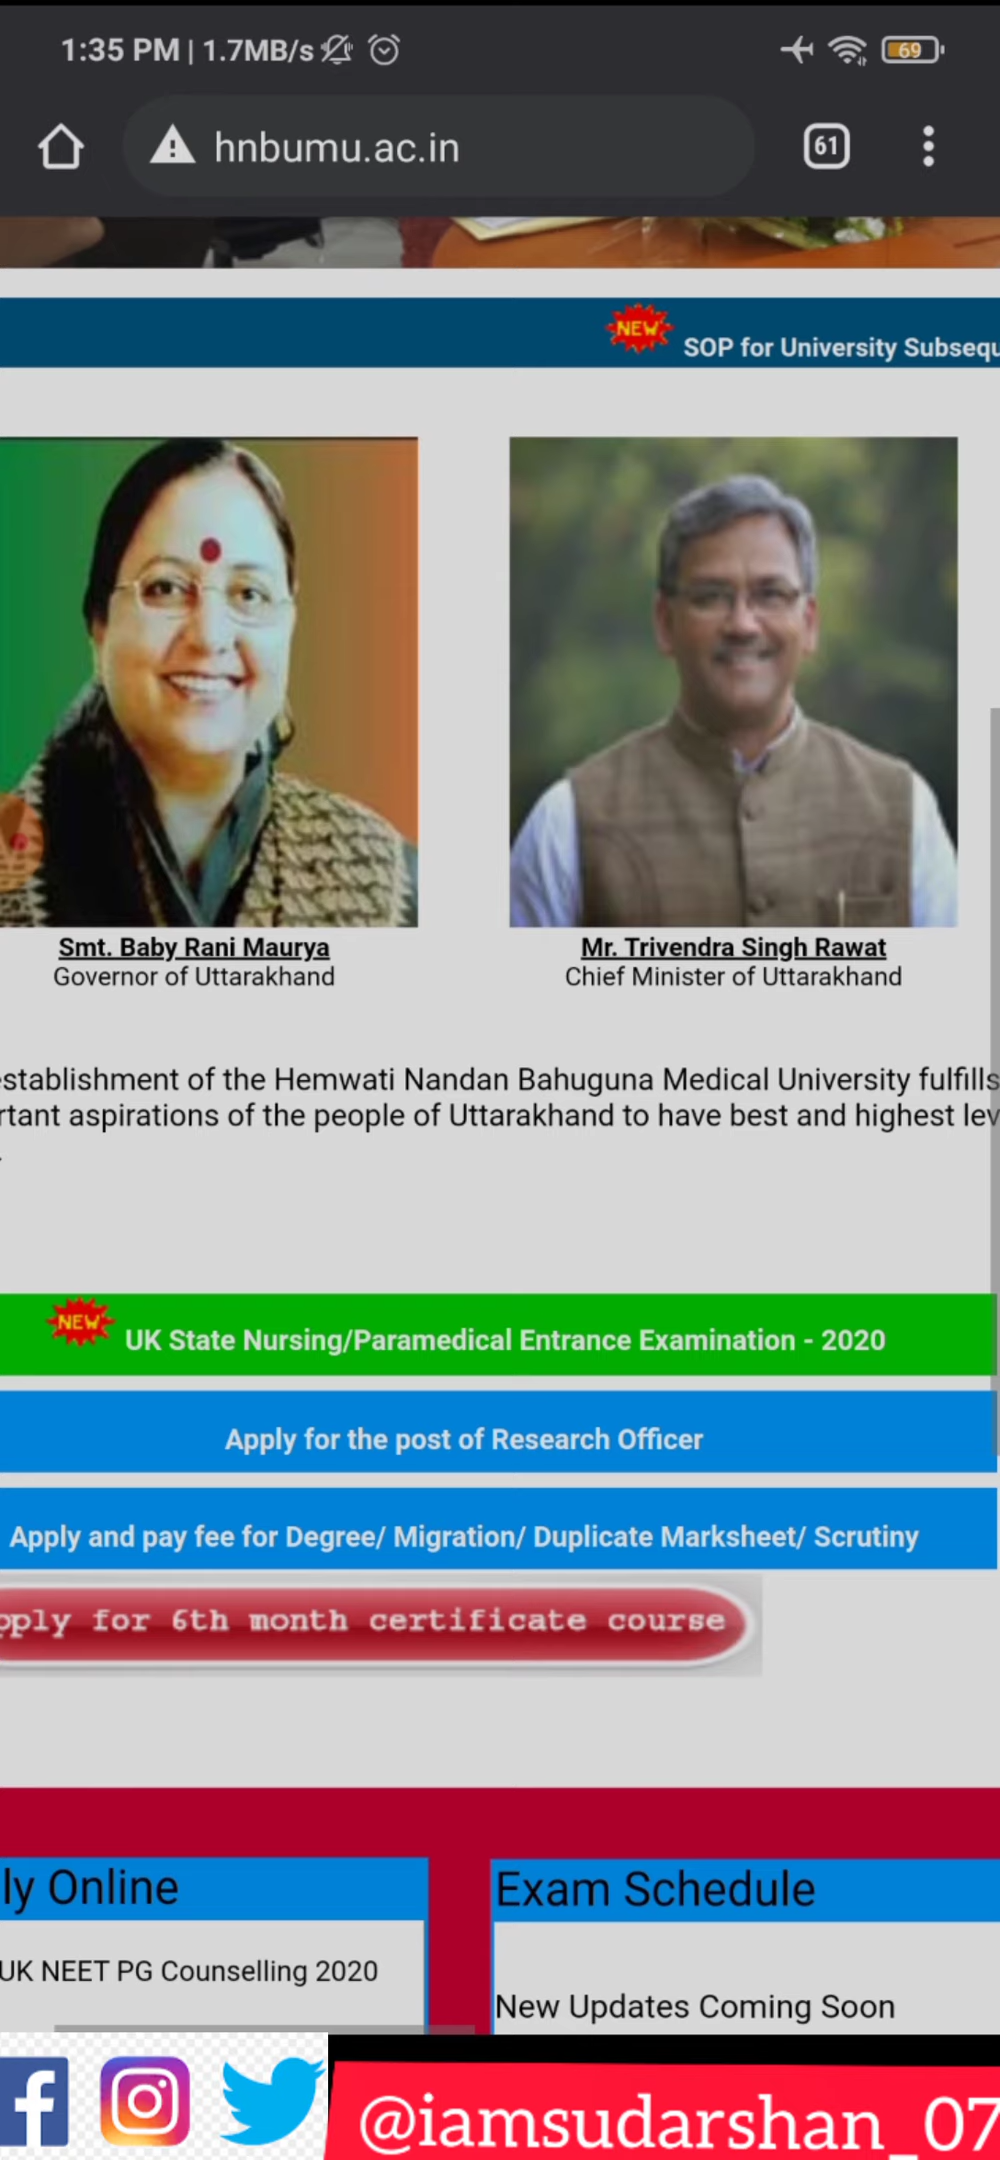 1:35 PM | 1.7MB/s
69
hnbumu.ac.in
61
NEW
SOP for University Subsequ
Smt. Baby Rani Maurya
Governor of Uttarakhand
Mr. Trivendra Singh Rawat
Chief Minister of Uttarakhand
establishment of the Hemwati Nandan Bahuguna Medical University fulfills
rtant aspirations of the people of Uttarakhand to have best and highest lev
.
NEW
UK State Nursing/Paramedical Entrance Examination - 2020
Apply for the post of Research Officer
Apply and pay fee for Degree/ Migration/ Duplicate Marksheet/ Scrutiny
pply for 6th month certificate course
ly Online
Exam Schedule
UK NEET PG Counselling 2020
New Updates Coming Soon
@iamsudarshan_07